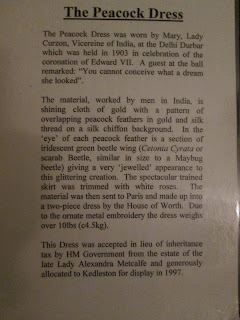 The Peacock Dress
The Peacock Dress was worn by Mary, Lady
Curzon, Vicereine of India, at the Delhi Durbar
which was held in 1903 in celebration of the
coronation of Edward VII. A guest at the ball
remarked: “You cannot conceive what a dream
she looked”.
The material, worked by men in India, is
shining cloth of gold with a pattern of
overlapping peacock feathers in gold and silk
thread on a silk chiffon background. In the
‘eye’ of each peacock feather is a section of
iridescent green beetle wing (Cetonia Cyrata or
scarab Beetle, similar in size to a Maybug
beetle) giving a very ‘jewelled’ appearance to
this glittering creation. The spectacular trained
skirt was trimmed with white roses. The
material was then sent to Paris and made up into
a two-piece dress by the House of Worth. Due
to the ornate metal embroidery the dress weighs
over 10lbs (c4.5kg).
This Dress was accepted in lieu of inheritance
tax by HM Government from the estate of the
late Lady Alexandra Metcalfe and generously
allocated to Kedleston for display in 1997.